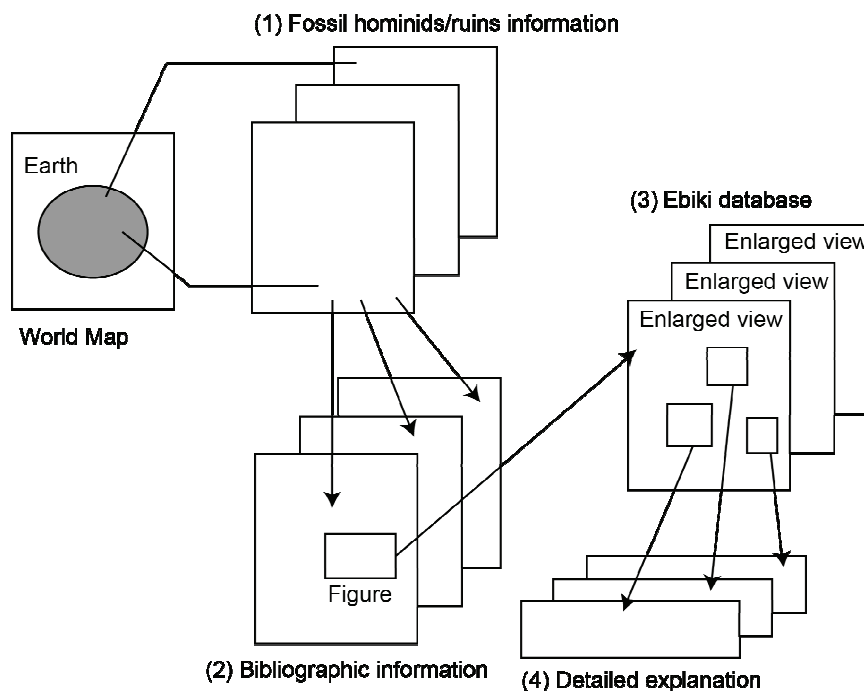 (1) Fossil hominids/ruins information
Earth
World Map
(3) Ebiki database
Enlarged view
Enlarged view
Enlarged view
Figure
(2) Bibliographic information
(4) Detailed explanation